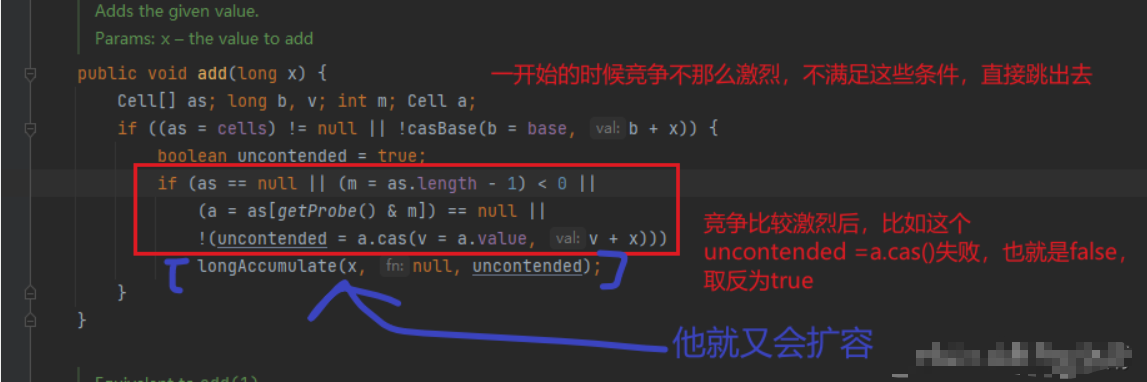 Adds the given value.
Params: x – the value to add
public void add(long x) {
一开始的时候竞争不那么激烈，不满足这些条件，直接跳出去
Cell[] as; long b, v; int m; Cell a;
if ((as = cells) != null || !casBase(b = base, val: b + x)) {
boolean uncontended = true;
if (as == null || (m = as.length - 1) < 0 ||
(a = as[getProbe() & m]) == null ||
!(uncontended = a.cas(v = a.value, val: v + x)))
longAccumulate(x, fn: null, uncontended);
竞争比较激烈后，比如这个
uncontended =a.cas()失败，也就是false，
取反为true
}
}
他就又会扩容